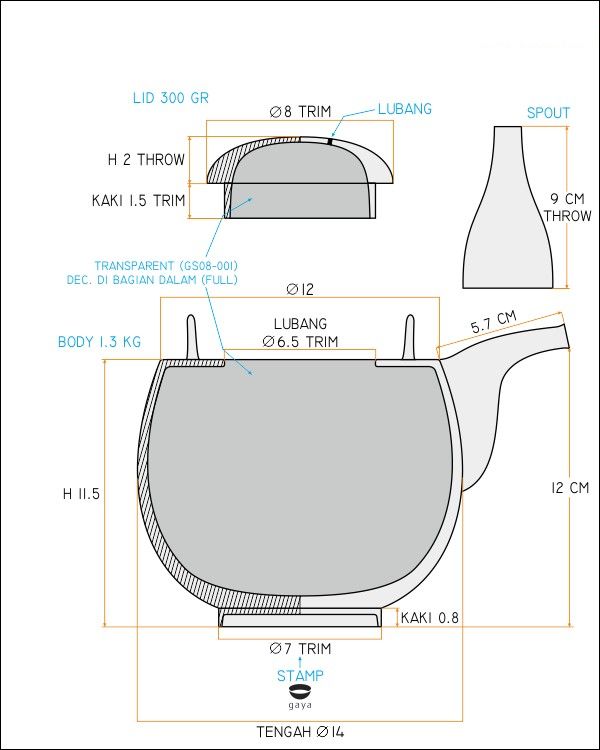 LID 300 GR
Ø8 TRIM
LUBANG
SPOUT
H 2 THROW
KAKI 1.5 TRIM
9 CM
THROW
TRANSPARENT (GS08-001)
DEC. DI BAGIAN DALAM (FULL)
Ø12
5.7 CM
BODY 1.3 KG
LUBANG
Ø6.5 TRIM
H 11.5
12 CM
KAKI 0.8
Ø7 TRIM
STAMP
gaya
TENGAH Ø14